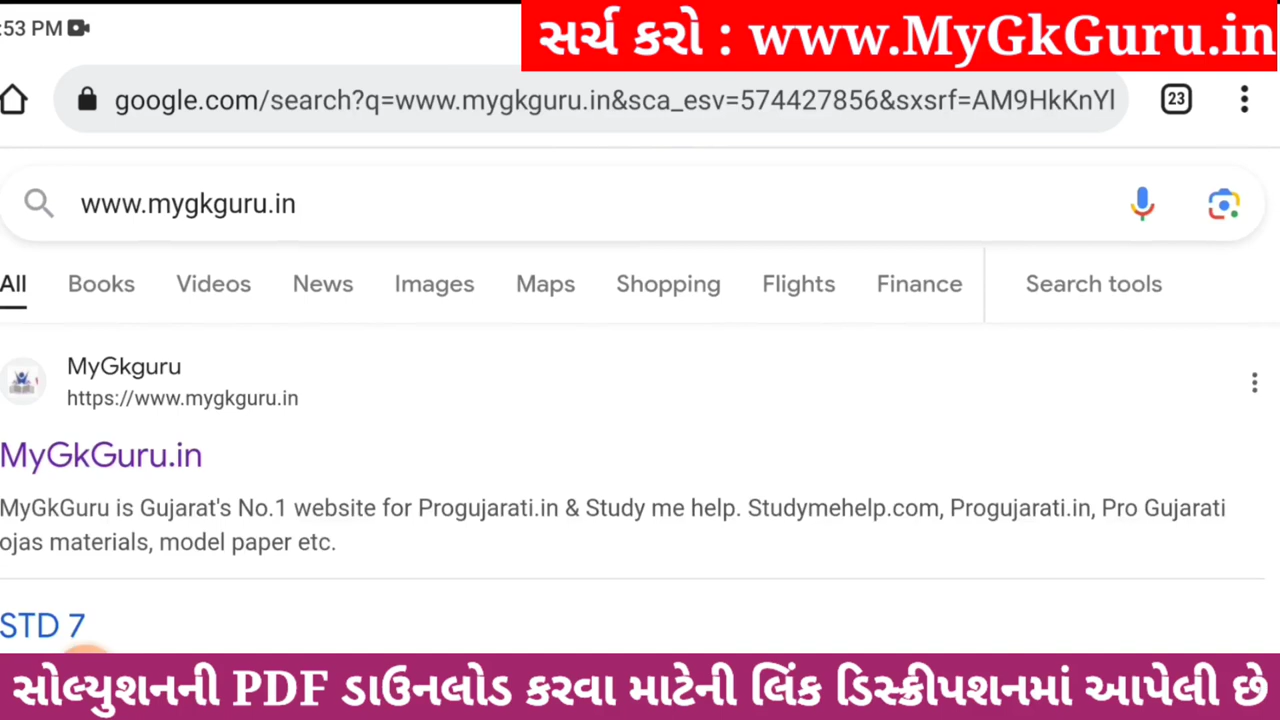 :53 PM
સર્ચ કરો : www.MyGkGuru.in
google.com/search?q=www.mygkguru.in&sca_esv=574427856&sxsrf=AM9HkKnYl
23
www.mygkguru.in
All Books Videos News Images Maps Shopping Flights Finance Search tools
MyGkguru
https://www.mygkguru.in
MyGkGuru.in
MyGkGuru is Gujarat's No.1 website for Progujarati.in & Study me help. Studymehelp.com, Progujarati.in, Pro Gujarati
ojas materials, model paper etc.
STD 7
સોલ્યુશનની PDF ડાઉનલોડ કરવા માટેની લિંક ડિસ્ક્રીપશનમાં આપેલી છે